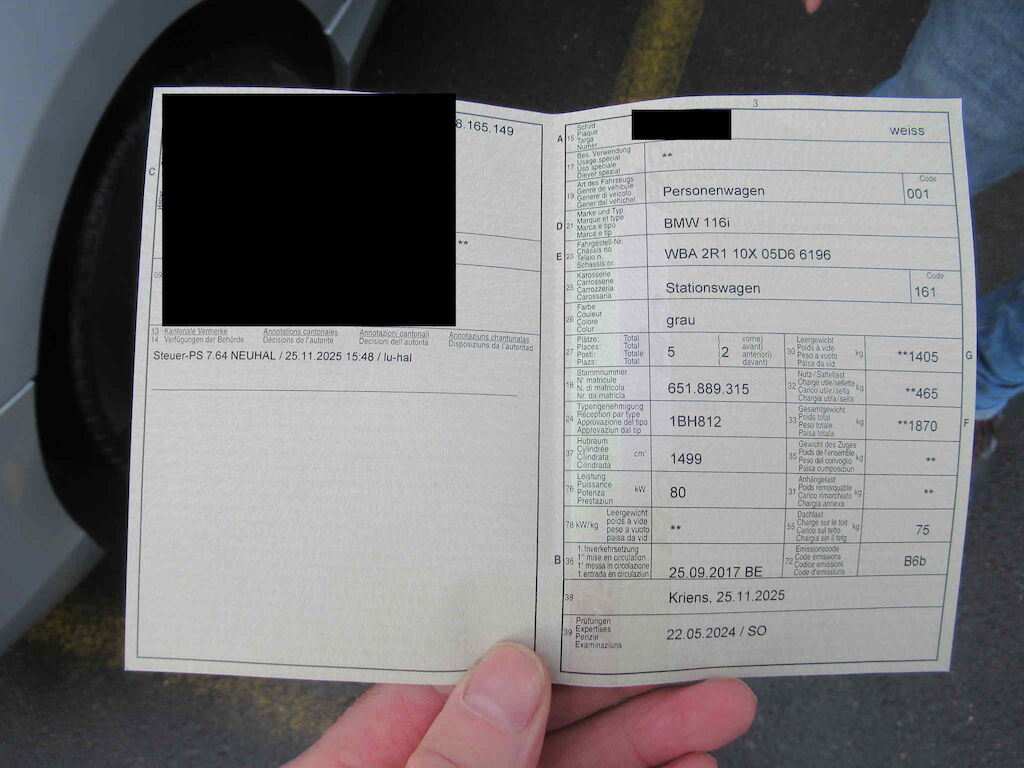 8.165.149
C
Halter
**
09
13 Kantonale Vermerke
14 Verfügungen der Behörde
Annotations cantonales
Décisions de l'autorité
Annotazioni cantonali
Decisioni dell'autorità
Annotaziuns chantunalas
Disposiziuns da l'autoritad
Steuer-PS 7.64 NEUHAL / 25.11.2025 15:48 / lu-hal
3
A 15 Schild
Plaque
Targa
Numer
weiss
17 Bes. Verwendung
Usage spécial
Uso speciale
Diever spezial
**
19 Art des Fahrzeugs
Genre de véhicule
Genere di veicolo
Gener dal vehichel
Personenwagen
Code
001
D 21 Marke und Typ
Marque et type
Marca e tipo
Marca e tip
BMW 116i
E 23 Fahrgestell-Nr.
Châssis no
Telaio n.
Schassis nr.
WBA 2R1 10X 05D6 6196
25 Karosserie
Carrosserie
Carrozzeria
Carossaria
Stationswagen
Code
161
26 Farbe
Couleur
Colore
Colur
grau
27 Plätze: Total
Places: Total
Posti: Totale
Plazs: Total
5
( vorne)
( avant)
( anteriori)
( davant)
2
30 Leergewicht
Poids à vide
Peso a vuoto
Paisa da vid
kg
**1405
G
18 Stammnummer
N° matricule
N. di matricola
Nr. da matricla
651.889.315
32 Nutz-/Sattellast
Charge utile/sellette
Carico utile/sella
Chargia utila/sella
kg
**465
24 Typengenehmigung
Réception par type
Approvazione del tipo
Approvaziun dal tip
1BH812
33 Gesamtgewicht
Poids total
Peso totale
Paisa totala
kg
**1870
F
37 Hubraum
Cylindrée
Cilindrata
Cilindrada
cm³
1499
35 Gewicht des Zuges
Poids de l'ensemble
Peso del convoglio
Paisa cumposiziun
kg
**
76 Leistung
Puissance
Potenza
Prestaziun
kW
80
31 Anhängelast
Poids remorquable
Carico rimorchiato
Chargia annexa
kg
**
78 kW/kg
Leergewicht
poids à vide
peso a vuoto
paisa da vid
**
55 Dachlast
Charge sur le toit
Carico sul tetto
Chargia sin il tetg
kg
75
B 36 1. Inverkehrsetzung
1re mise en circulation
1a messa in circolazione
1. entrada en circulaziun
25.09.2017 BE
72 Emissionscode
Code émissions
Codice emissioni
Code d'emissiuns
B6b
38
Kriens, 25.11.2025
39 Prüfungen
Expertises
Perizie
Examinaziuns
22.05.2024 / SO